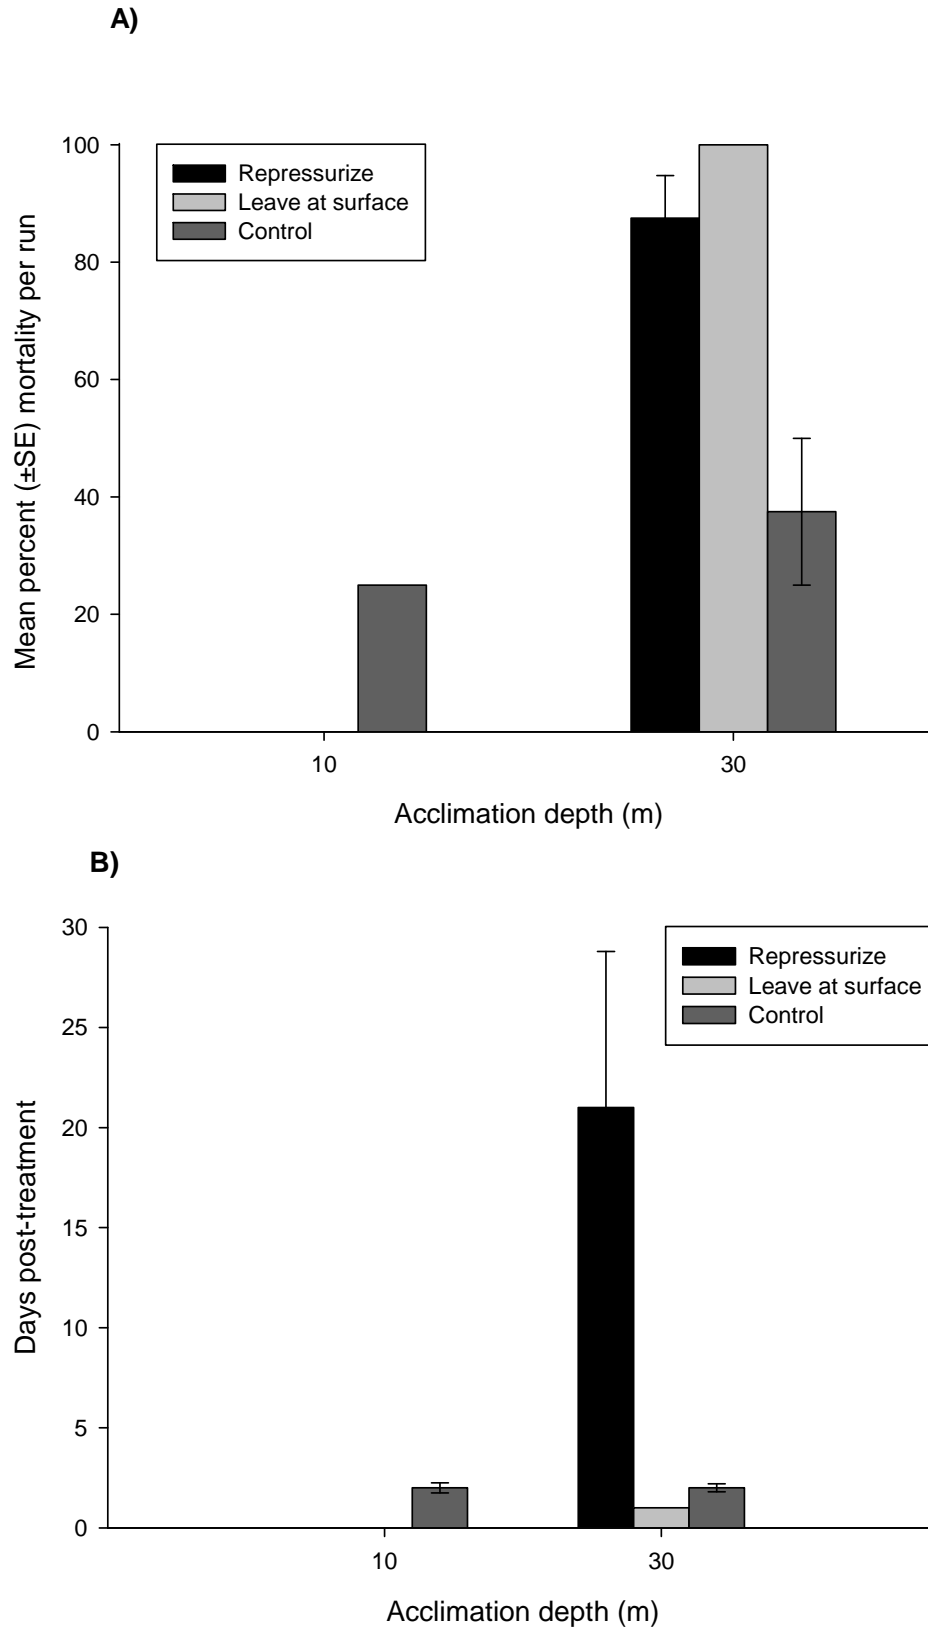 A)
Mean percent (±SE) mortality per run
100
80
60
40
20
0
Repressurize
Leave at surface
Control
10
30
Acclimation depth (m)
B)
Days post-treatment
30
25
20
15
10
5
0
Repressurize
Leave at surface
Control
10
30
Acclimation depth (m)